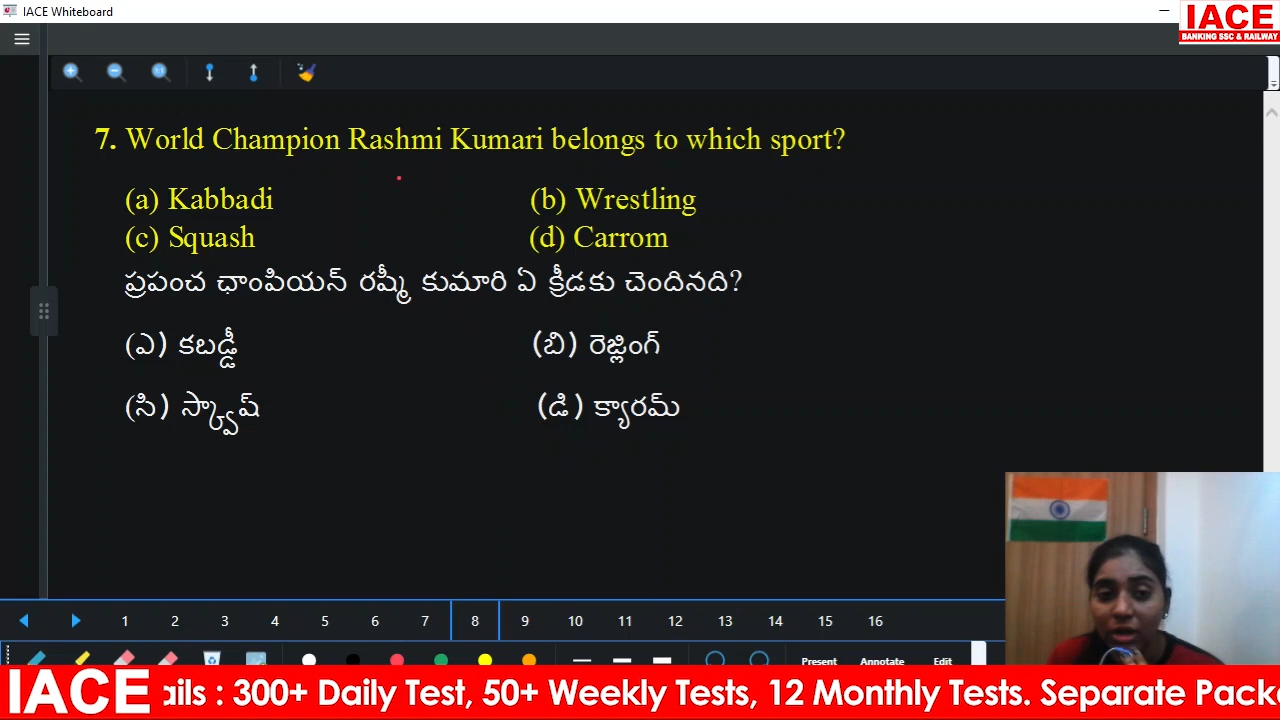 IACE Whiteboard
IACE
BANKING SSC & RAILWAY
7. World Champion Rashmi Kumari belongs to which sport?
(a) Kabbadi (b) Wrestling
(c) Squash (d) Carrom
ప్రపంచ ఛాంపియన్ రష్మీ కుమారి ఏ క్రీడకు చెందినది?
(ఎ) కబడ్డీ (బి) రెజ్లింగ్
(సి) స్క్వాష్ (డి) క్యారమ్
1 2 3 4 5 6 7 8 9 10 11 12 13 14 15 16
Present Annotate Edit
IACE ails : 300+ Daily Test, 50+ Weekly Tests, 12 Monthly Tests. Separate Pack